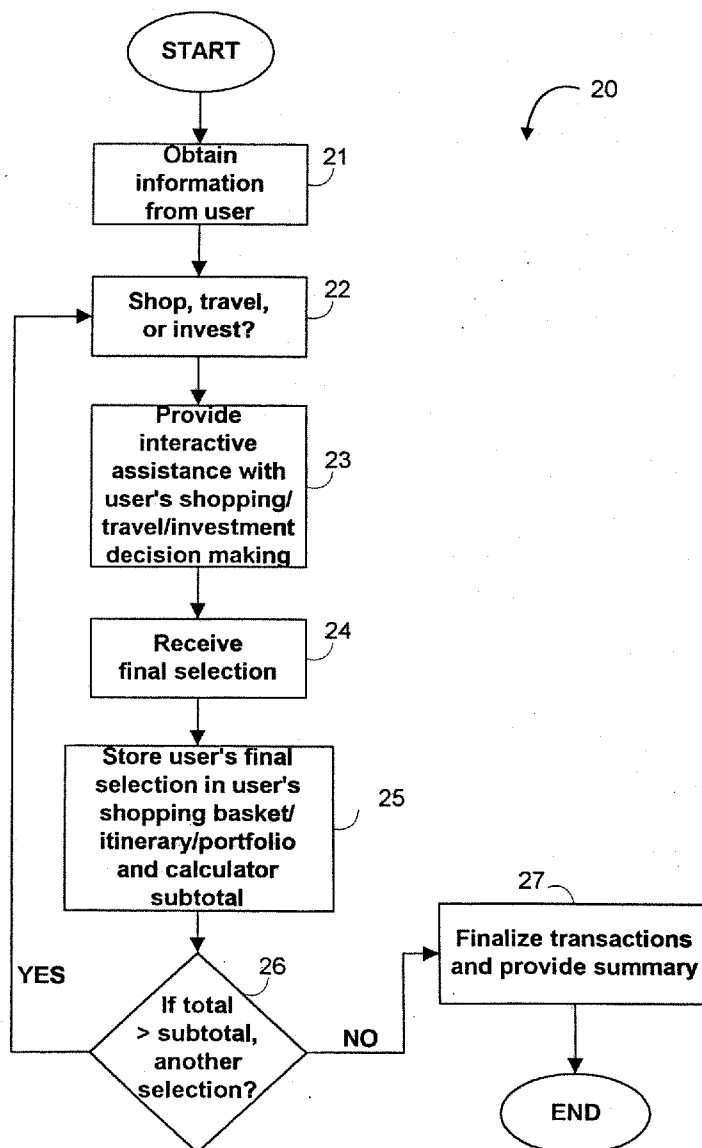 START
20
Obtain
information
from user
21
Shop, travel,
or invest?
22
Provide
interactive
assistance with
user's shopping/
travel/investment
decision making
23
Receive
final selection
24
Store user's final
selection in user's
shopping basket/
itinerary/portfolio
and calculator
subtotal
25
If total
> subtotal,
another
selection?
26
YES
NO
27
Finalize transactions
and provide summary
END